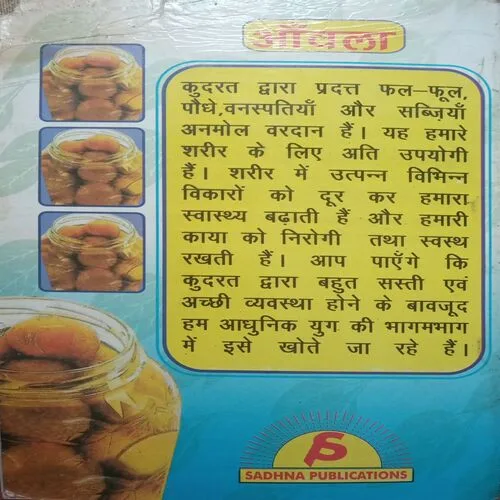 आँवला
कुदरत द्वारा प्रदत्त फल-फूल,
पौधे,वनस्पतियाँ और सब्ज़ियाँ
अनमोल वरदान हैं। यह हमारे
शरीर के लिए अति उपयोगी
हैं। शरीर में उत्पन्न विभिन्न
विकारों को दूर कर हमारा
स्वास्थ्य बढ़ाती हैं और हमारी
काया को निरोगी तथा स्वस्थ
रखती हैं। आप पाएँगे कि
कुदरत द्वारा बहुत सस्ती एवं
अच्छी व्यवस्था होने के बावजूद
हम आधुनिक युग की भागमभाग
में इसे खोते जा रहे हैं।
SADHNA PUBLICATIONS